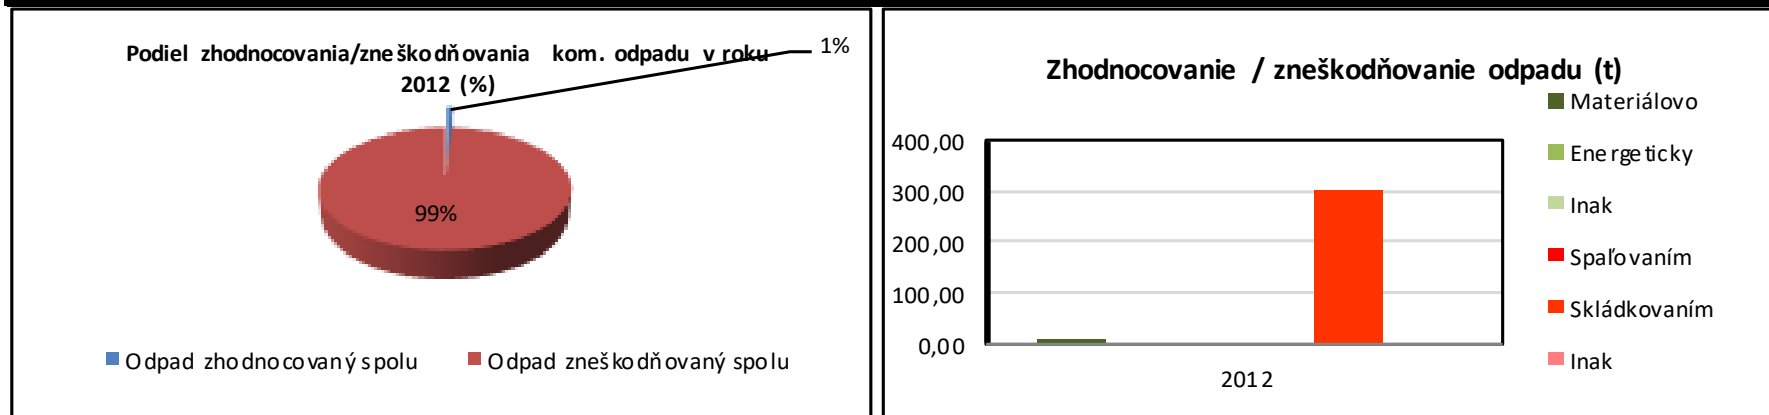 Podiel zhodnocovania/zneškodňovania kom. odpadu v roku
2012 (%)
1%
99%
Odpad zhodnocovaný spolu
Odpad zneškodňovaný spolu
Zhodnocovanie / zneškodňovanie odpadu (t)
400,00
300,00
200,00
100,00
0,00
2012
Materiálovo
Energeticky
Inak
Spaľovaním
Skládkovaním
Inak